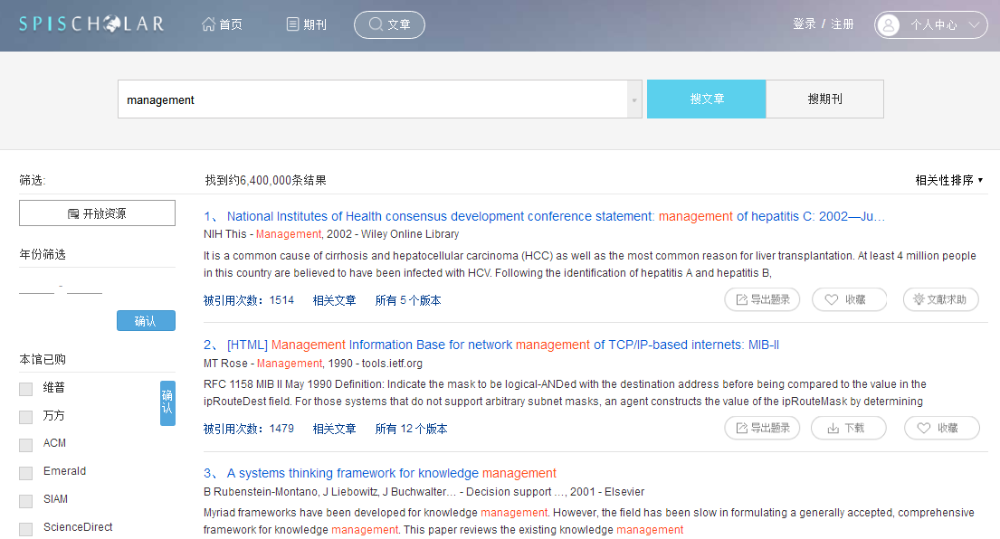 SPISCHOLAR 首页 期刊 文章 登录 / 注册 个人中心
management 搜文章 搜期刊
筛选: 找到约6,400,000条结果 相关性排序 ▾
开放资源
1、 National Institutes of Health consensus development conference statement: management of hepatitis C: 2002—Ju…
NIH This - Management, 2002 - Wiley Online Library
年份筛选
It is a common cause of cirrhosis and hepatocellular carcinoma (HCC) as well as the most common reason for liver transplantation. At least 4 million people
in this country are believed to have been infected with HCV. Following the identification of hepatitis A and hepatitis B,
-
被引用次数：1514 相关文章 所有 5 个版本 导出题录 收藏 文献求助
确认
2、 [HTML] Management Information Base for network management of TCP/IP-based internets: MIB-II
本馆已购
MT Rose - Management, 1990 - tools.ietf.org
维普
确认
RFC 1158 MIB II May 1990 Definition: Indicate the mask to be logical-ANDed with the destination address before being compared to the value in the
ipRouteDest field. For those systems that do not support arbitrary subnet masks, an agent constructs the value of the ipRouteMask by determining
万方
被引用次数：1479 相关文章 所有 12 个版本 导出题录 下载 收藏
ACM
Emerald
3、 A systems thinking framework for knowledge management
B Rubenstein-Montano, J Liebowitz, J Buchwalter… - Decision support …, 2001 - Elsevier
SIAM
Myriad frameworks have been developed for knowledge management. However, the field has been slow in formulating a generally accepted, comprehensive
framework for knowledge management. This paper reviews the existing knowledge management
ScienceDirect